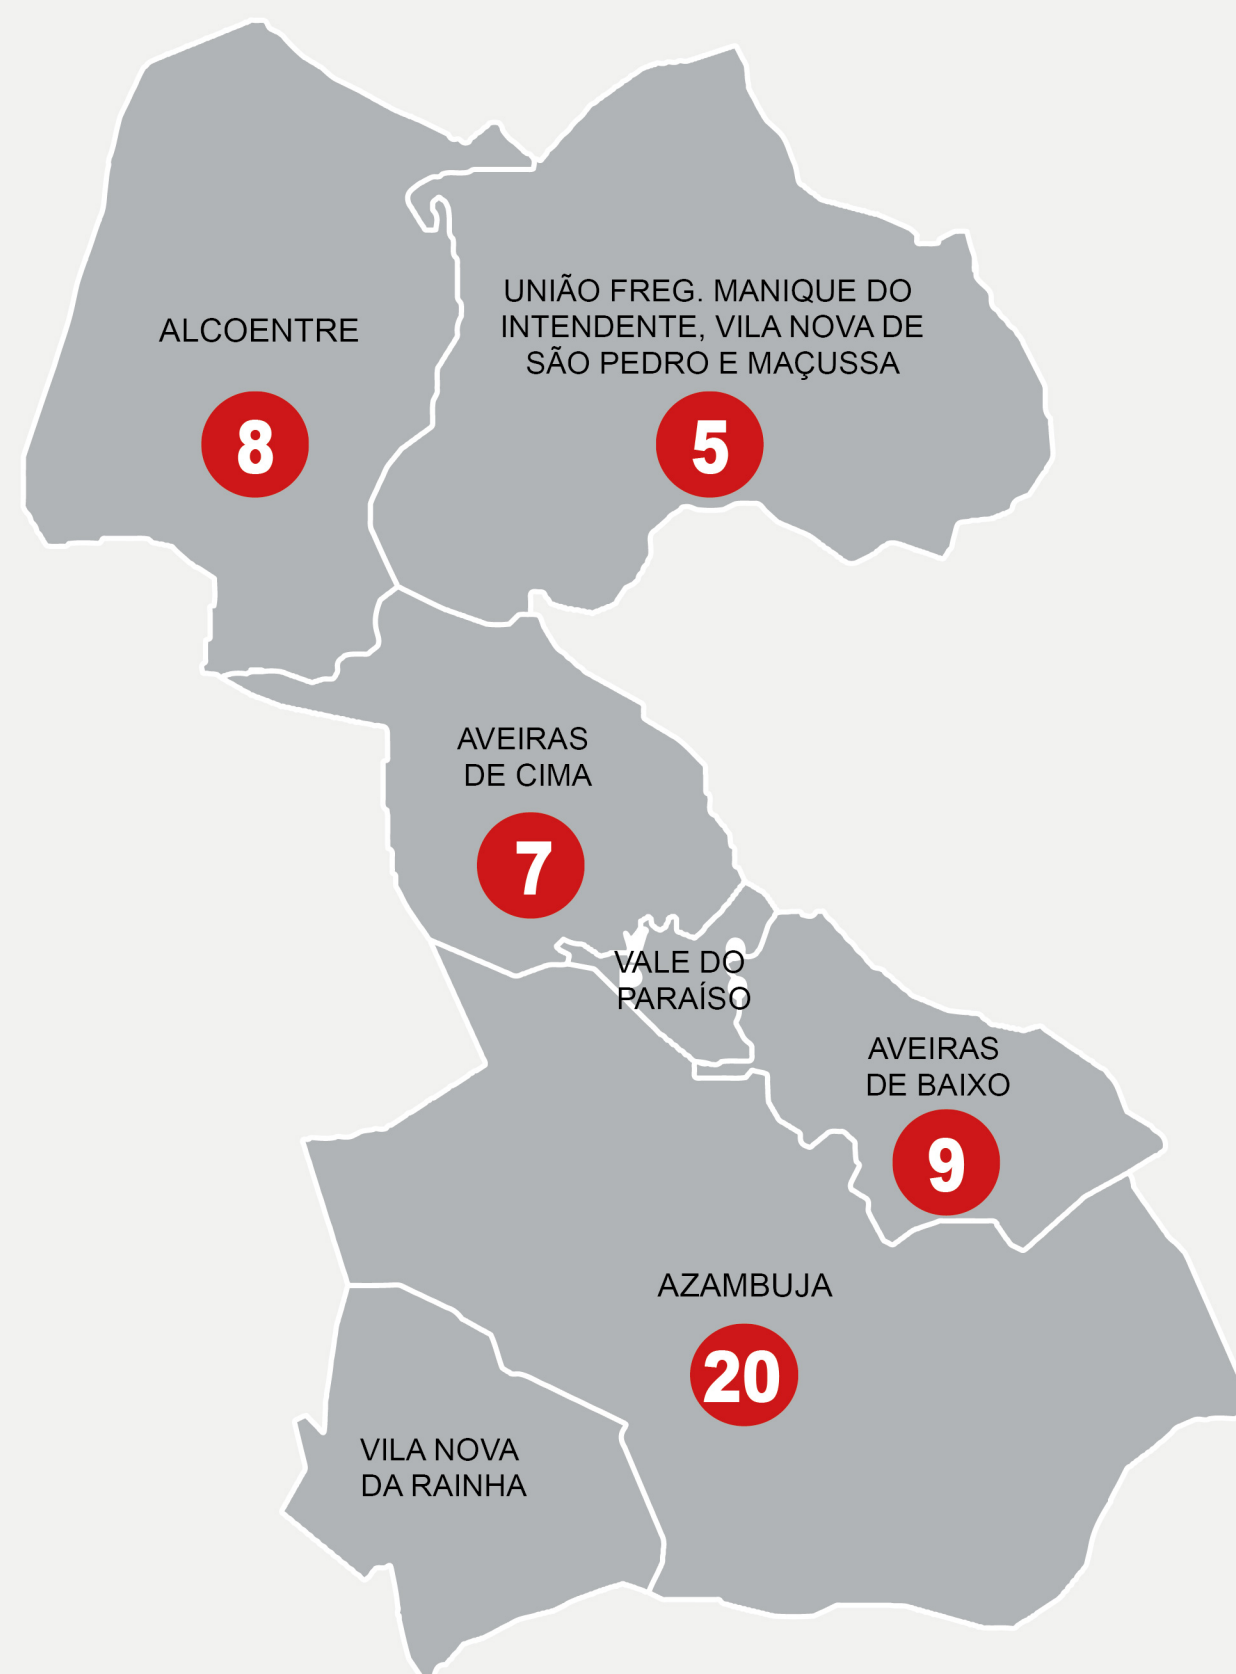 ALCOENTRE
8
UNIÃO FREG. MANIQUE DO
INTENDENTE, VILA NOVA DE
SÃO PEDRO E MAÇUSSA
5
AVEIRAS
DE CIMA
7
VALE DO
PARAÍSO
AVEIRAS
DE BAIXO
9
AZAMBUJA
20
VILA NOVA
DA RAINHA